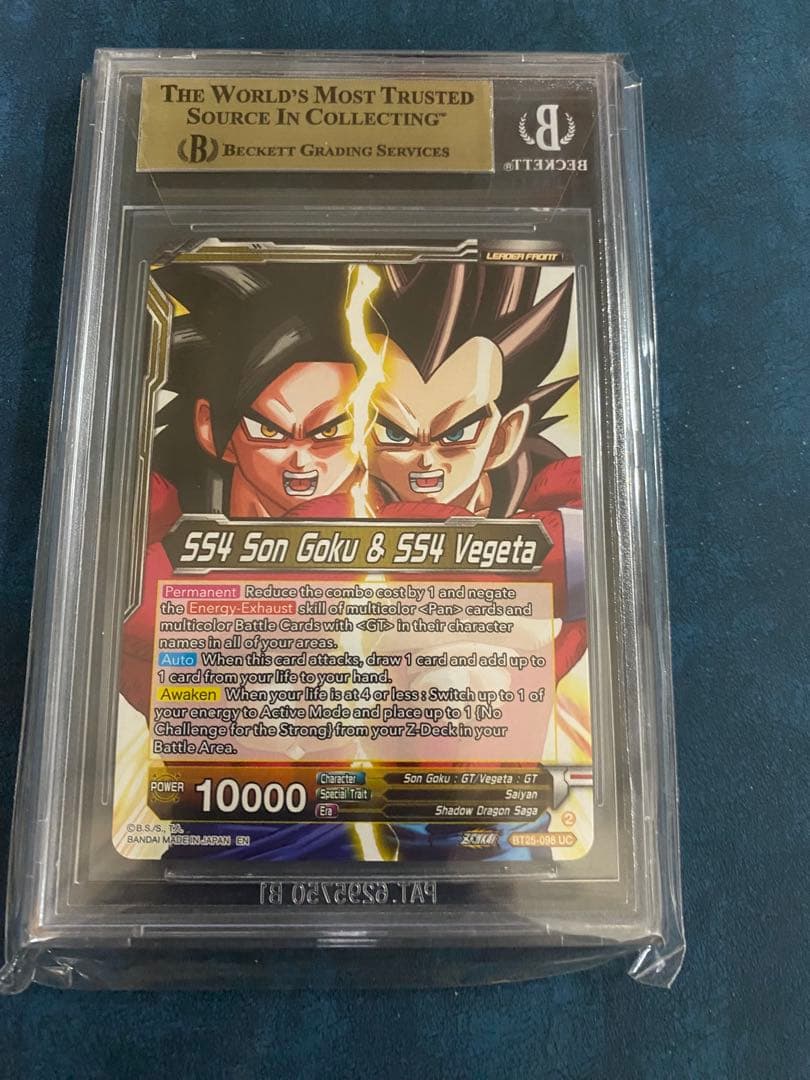 THE WORLD'S MOST TRUSTED
SOURCE IN COLLECTING™
B BECKETT GRADING SERVICES
B
BECKETT®
LEADER FRONT
SS4 Son Goku & SS4 Vegeta
Permanent Reduce the combo cost by 1 and negate
the Energy-Exhaust skill of multicolor <Pan> cards and
multicolor Battle Cards with <GT> in their character
names in all of your areas.
Auto When this card attacks, draw 1 card and add up to
1 card from your life to your hand.
Awaken When your life is at 4 or less : Switch up to 1 of
your energy to Active Mode and place up to 1 {No
Challenge for the Strong} from your Z-Deck in your
Battle Area.
POWER 10000
Character Son Goku : GT/Vegeta : GT
Special Trait Saiyan
Era Shadow Dragon Saga
2
©B.S./S., T.A.
BANDAI MADE IN JAPAN EN
ZENKAI BT25-098 UC
PAT.6295750 B1